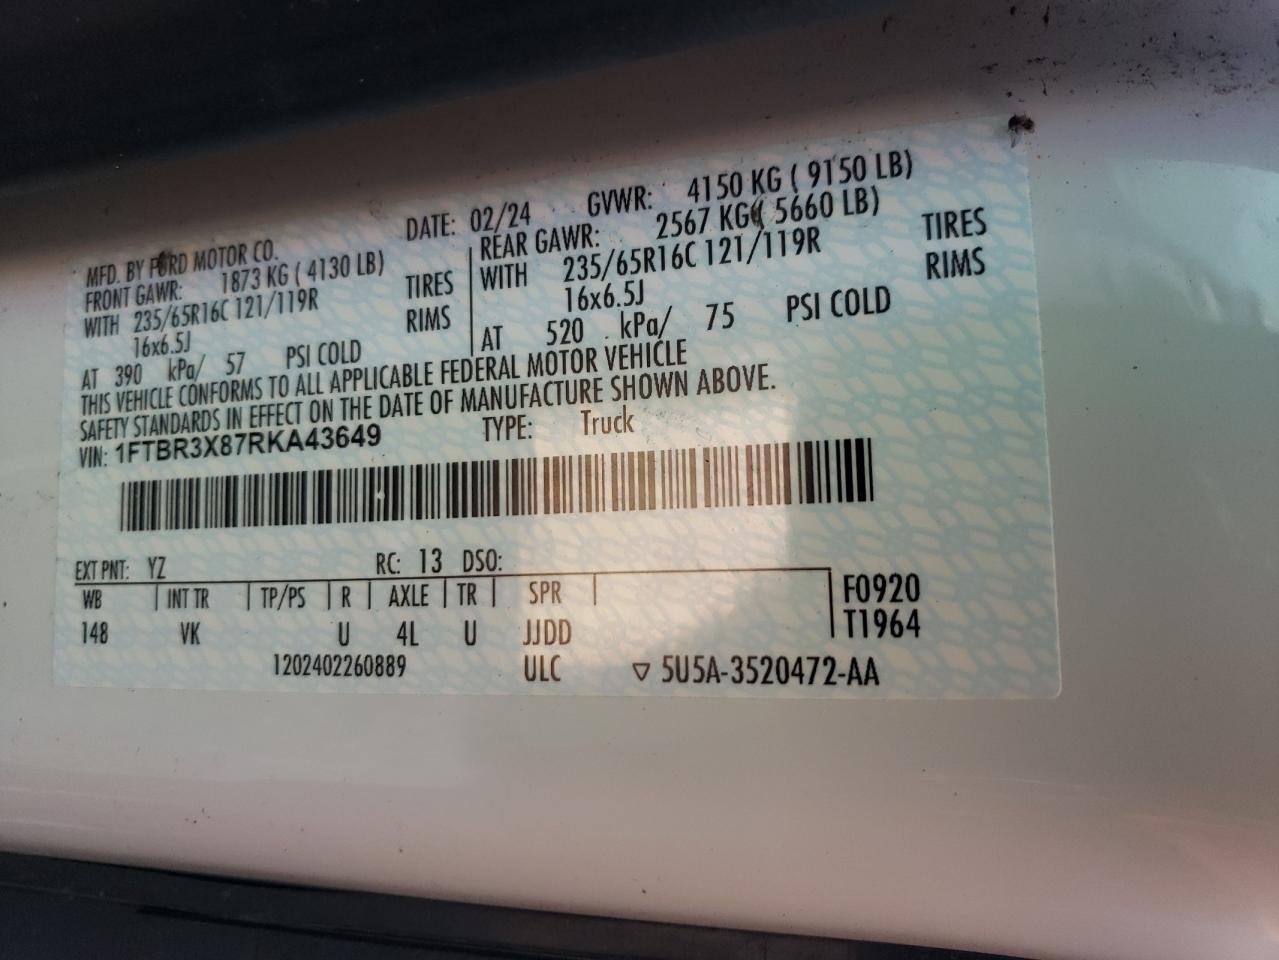 MFD. BY FORD MOTOR CO.
DATE: 02/24 GVWR: 4150 KG ( 9150 LB)
FRONT GAWR: 1873 KG ( 4130 LB)
WITH 235/65R16C 121/119R TIRES
16x6.5J RIMS
AT 390 kPa/ 57 PSI COLD
REAR GAWR: 2567 KG( 5660 LB)
WITH 235/65R16C 121/119R TIRES
16x6.5J RIMS
AT 520 kPa/ 75 PSI COLD
THIS VEHICLE CONFORMS TO ALL APPLICABLE FEDERAL MOTOR VEHICLE
SAFETY STANDARDS IN EFFECT ON THE DATE OF MANUFACTURE SHOWN ABOVE.
VIN: 1FTBR3X87RKA43649 TYPE: Truck
EXT PNT: YZ RC: 13 DSO:
WB INT TR TP/PS R AXLE TR SPR F0920
148 VK U 4L U JJDD T1964
1202402260889 ULC ▽ 5U5A-3520472-AA